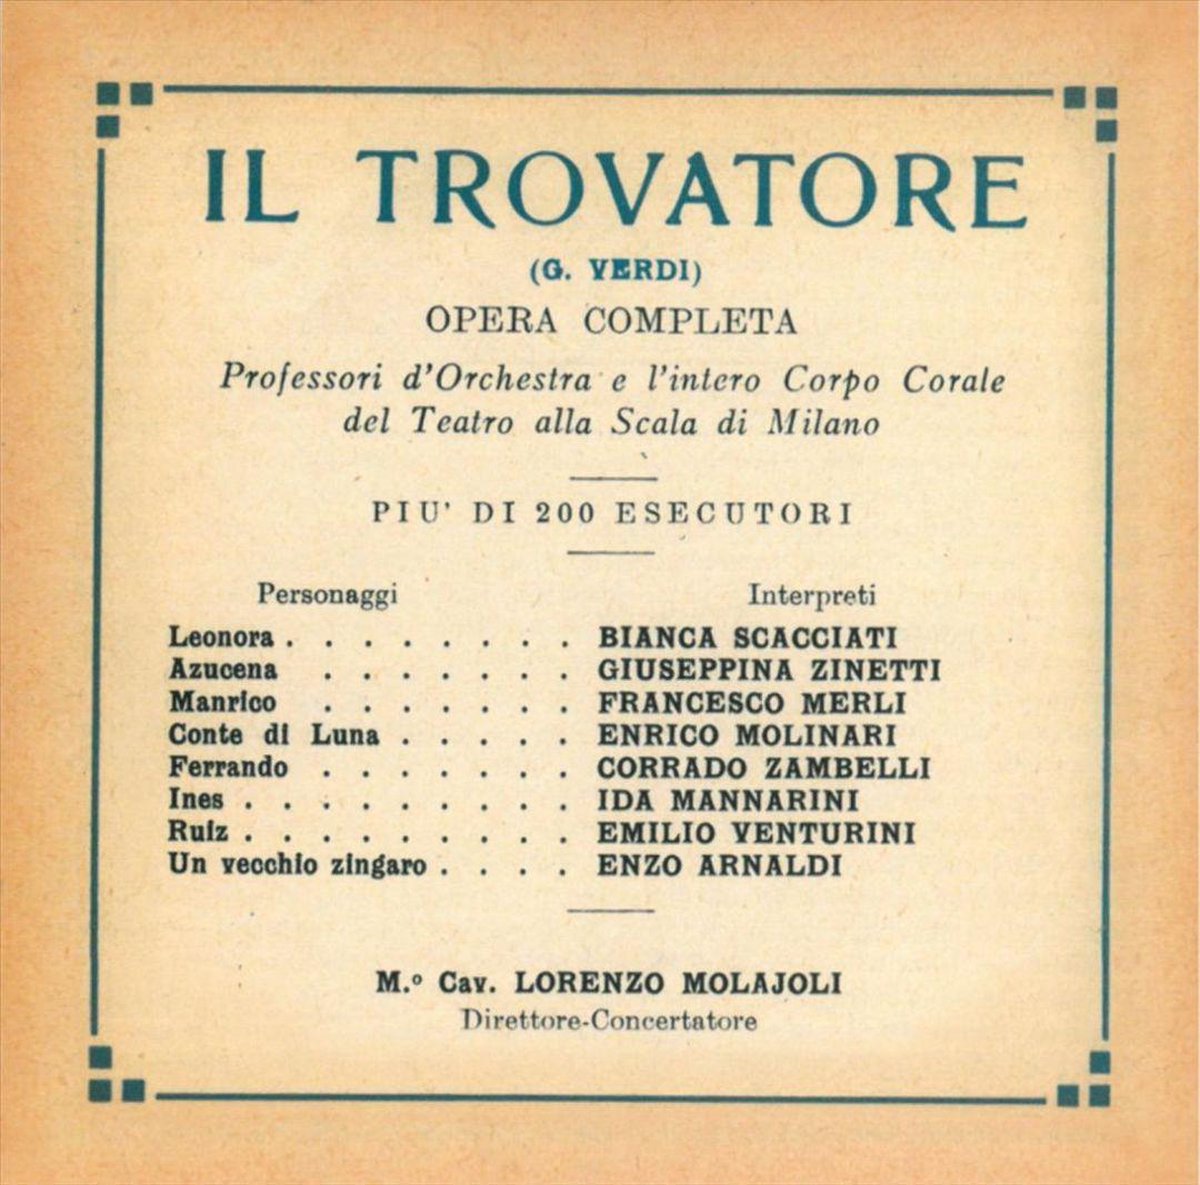 IL TROVATORE
(G. VERDI)
OPERA COMPLETA
Professori d'Orchestra e l'intero Corpo Corale
del Teatro alla Scala di Milano
PIU' DI 200 ESECUTORI
Personaggi Interpreti
Leonora . . . . . . . BIANCA SCACCIATI
Azucena . . . . . . GIUSEPPINA ZINETTI
Manrico . . . . . . FRANCESCO MERLI
Conte di Luna . . . . . ENRICO MOLINARI
Ferrando . . . . . . CORRADO ZAMBELLI
Ines . . . . . . . . IDA MANNARINI
Ruiz . . . . . . . . EMILIO VENTURINI
Un vecchio zingaro . . . . ENZO ARNALDI
M.º Cav. LORENZO MOLAJOLI
Direttore-Concertatore